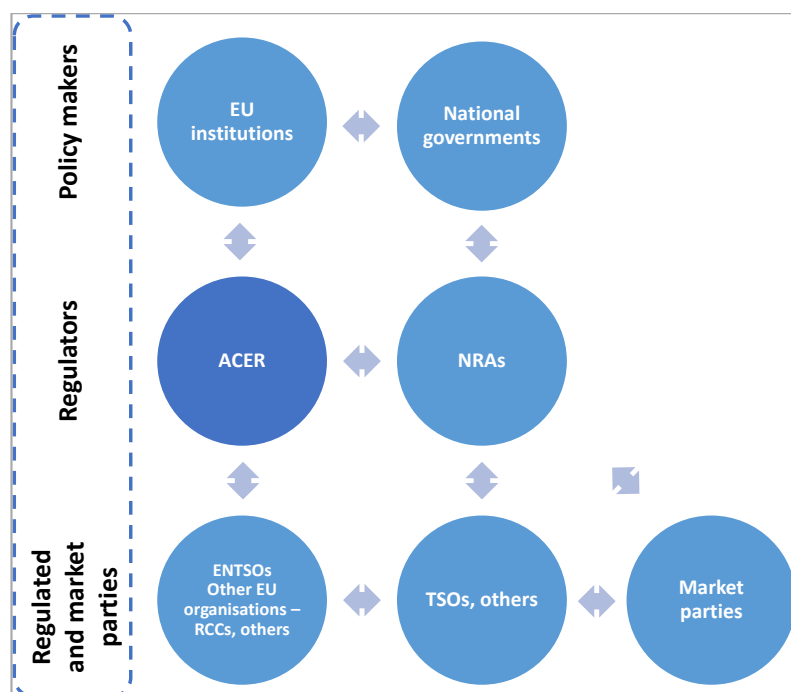 Policy makers
EU
institutions
National
governments
Regulators
ACER
NRAs
Regulated
and market
parties
ENTSOs
Other EU
organisations –
RCCs, others
TSOs, others
Market
parties